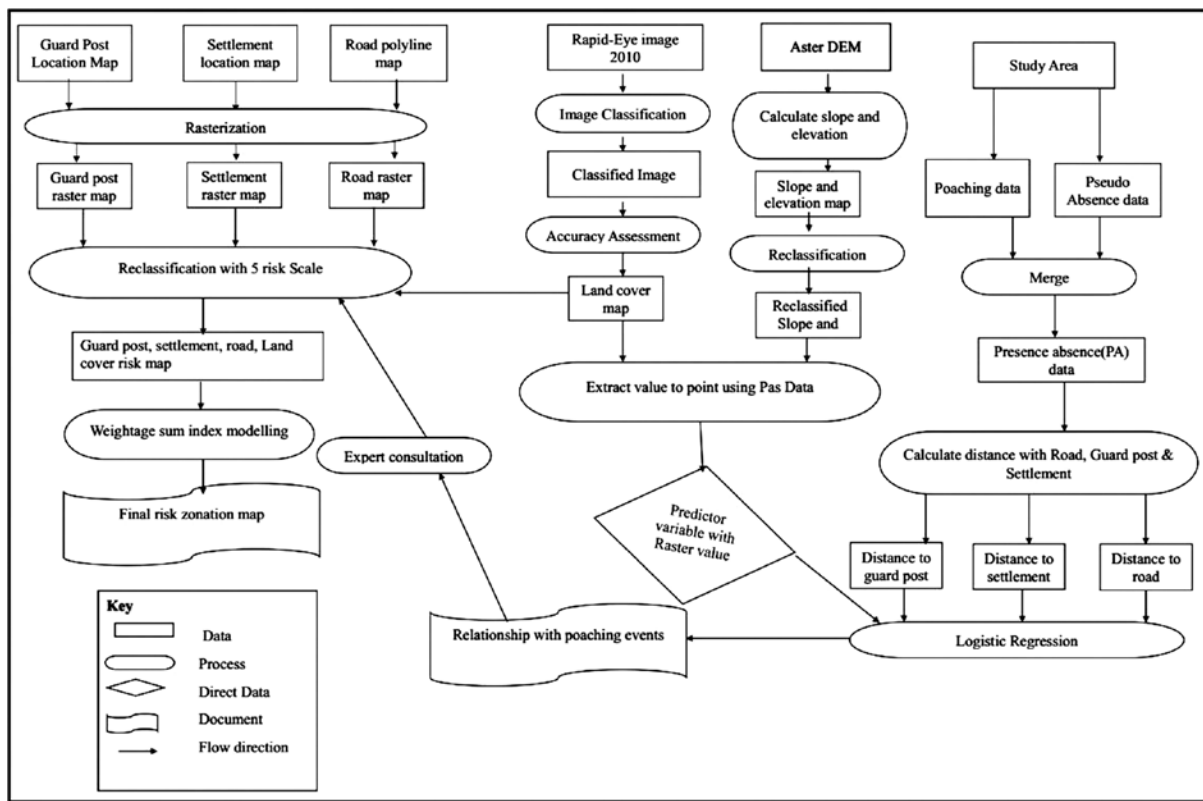 Guard Post
Location Map
Settlement
location map
Road polyline
map
Rasterization
Guard post
raster map
Settlement
raster map
Road raster
map
Reclassification with 5 risk Scale
Guard post, settlement, road, Land
cover risk map
Weightage sum index modelling
Final risk zonation map
Rapid-Eye image
2010
Image Classification
Classified Image
Accuracy Assessment
Land cover
map
Aster DEM
Calculate slope and
elevation
Slope and
elevation map
Reclassification
Reclassified
Slope and
Extract value to point using Pas Data
Expert consultation
Predictor
variable with
Raster value
Relationship with poaching events
Study Area
Poaching data
Pseudo
Absence data
Merge
Presence absence(PA)
data
Calculate distance with Road, Guard post &
Settlement
Distance to
guard post
Distance to
settlement
Distance to
road
Logistic Regression
Key
Data
Process
Direct Data
Document
Flow direction